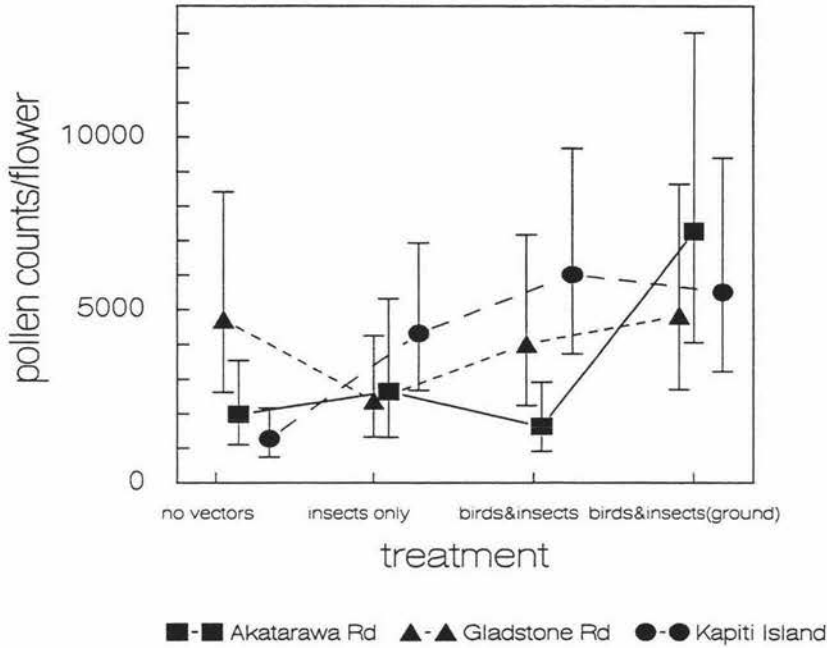 pollen counts/flower
10000
5000
0
no vectors insects only birds&insects birds&insects(ground)
treatment
Akatarawa Rd Gladstone Rd Kapiti Island